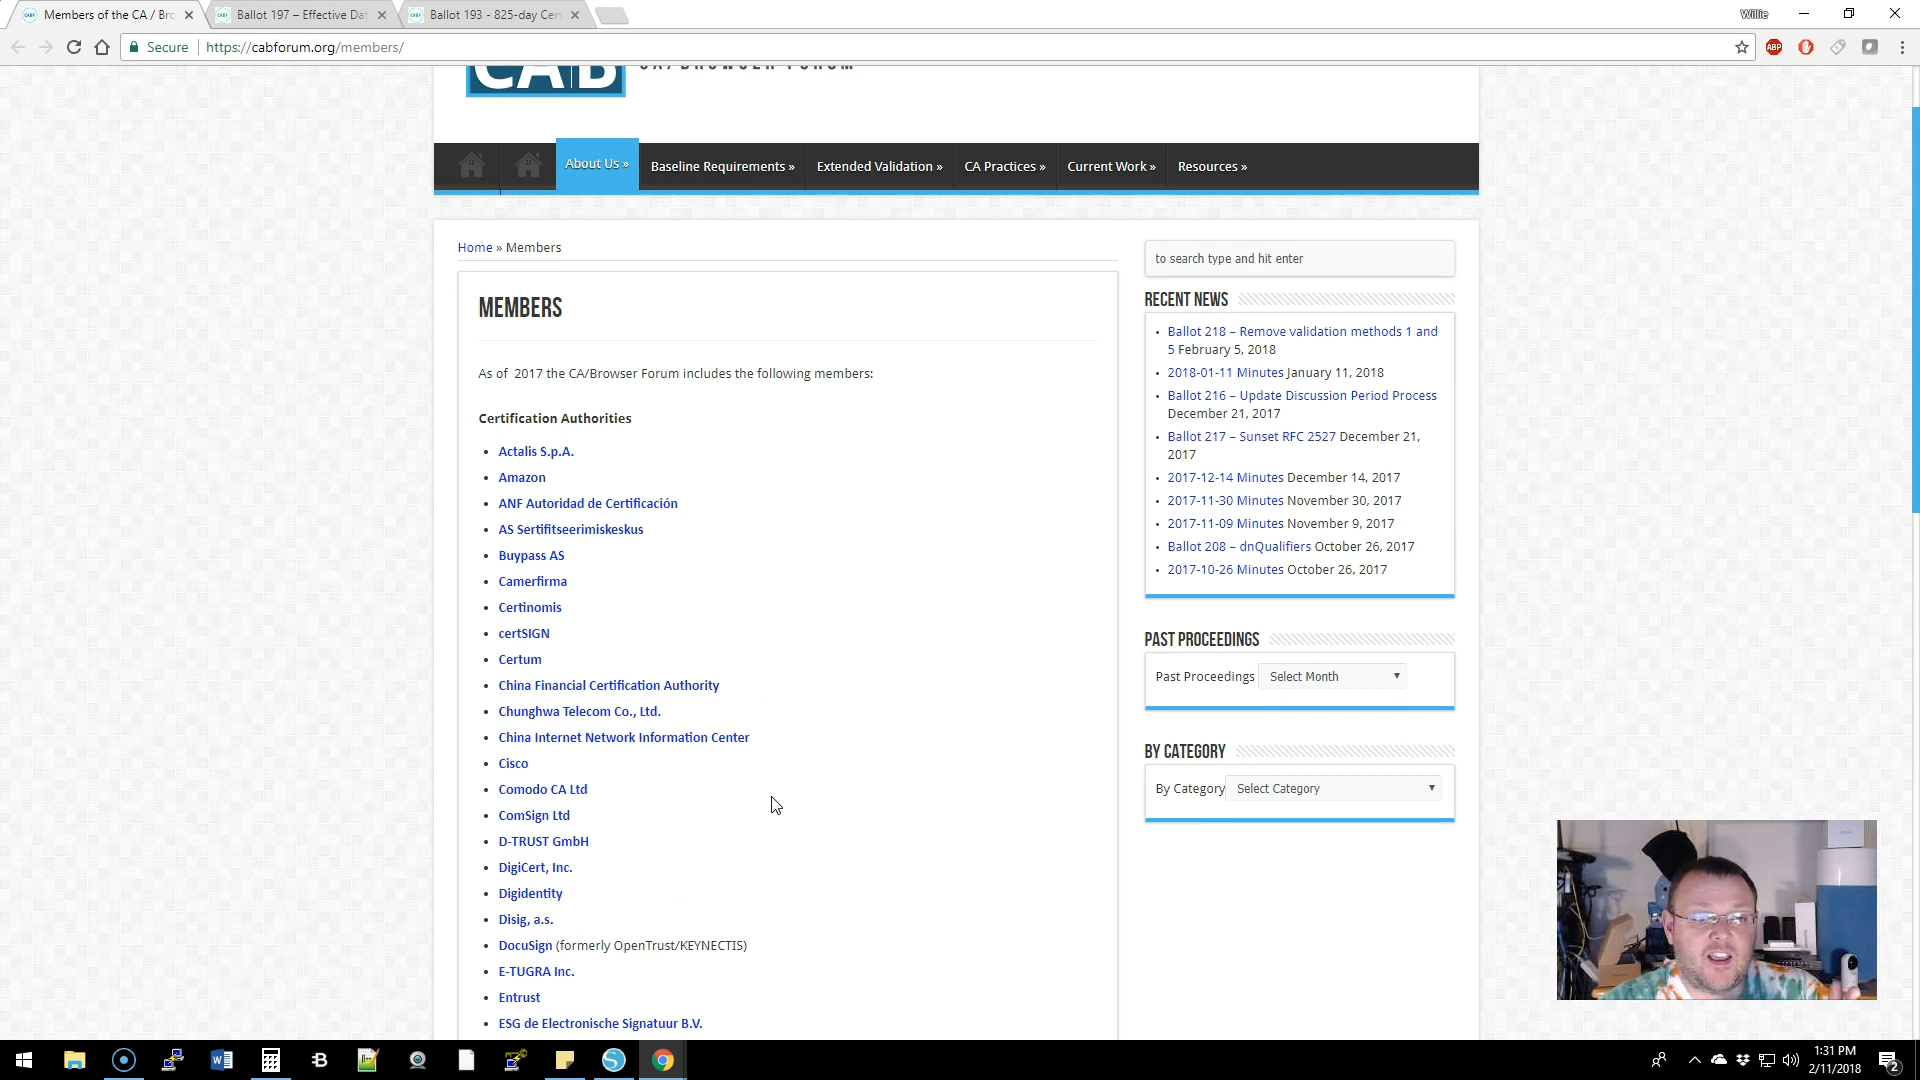 Members of the CA / Bro
Ballot 197 – Effective Dat
Ballot 193 - 825-day Cert
Willie
Secure
https://cabforum.org/members/
ABP
CA|B
CA/BROWSER FORUM
About Us »
Baseline Requirements »
Extended Validation »
CA Practices »
Current Work »
Resources »
Home » Members
MEMBERS
As of 2017 the CA/Browser Forum includes the following members:
Certification Authorities
Actalis S.p.A.
Amazon
ANF Autoridad de Certificación
AS Sertifitseerimiskeskus
Buypass AS
Camerfirma
Certinomis
certSIGN
Certum
China Financial Certification Authority
Chunghwa Telecom Co., Ltd.
China Internet Network Information Center
Cisco
Comodo CA Ltd
ComSign Ltd
D-TRUST GmbH
DigiCert, Inc.
Digidentity
Disig, a.s.
DocuSign (formerly OpenTrust/KEYNECTIS)
E-TUGRA Inc.
Entrust
ESG de Electronische Signatuur B.V.
to search type and hit enter
RECENT NEWS
Ballot 218 – Remove validation methods 1 and
5 February 5, 2018
2018-01-11 Minutes January 11, 2018
Ballot 216 – Update Discussion Period Process
December 21, 2017
Ballot 217 – Sunset RFC 2527 December 21,
2017
2017-12-14 Minutes December 14, 2017
2017-11-30 Minutes November 30, 2017
2017-11-09 Minutes November 9, 2017
Ballot 208 – dnQualifiers October 26, 2017
2017-10-26 Minutes October 26, 2017
PAST PROCEEDINGS
Past Proceedings Select Month
BY CATEGORY
By Category Select Category
1:31 PM
2/11/2018
2